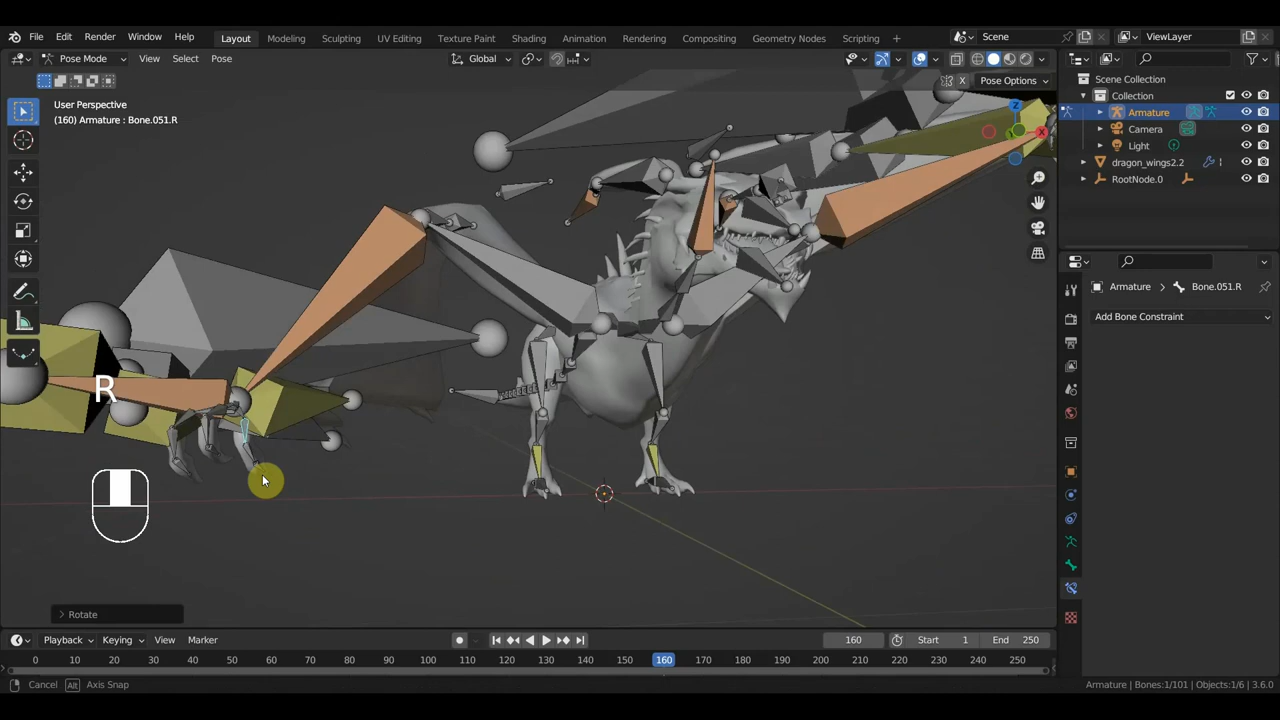 File Edit Render Window Help
Layout Modeling Sculpting UV Editing Texture Paint Shading Animation Rendering Compositing Geometry Nodes Scripting +
Scene ViewLayer
Pose Mode View Select Pose Global
X Pose Options
User Perspective
(160) Armature : Bone.051.R
Z
X
Scene Collection
Collection
Armature
Camera
Light
dragon_wings2.2
RootNode.0
Armature > Bone.051.R
Add Bone Constraint
R
Rotate
Playback Keying View Marker 160 Start 1 End 250
0 10 20 30 40 50 60 70 80 90 100 110 120 130 140 150 160 170 180 190 200 210 220 230 240 250
Cancel Alt Axis Snap Armature | Bones:1/101 | Objects:1/6 | 3.6.0